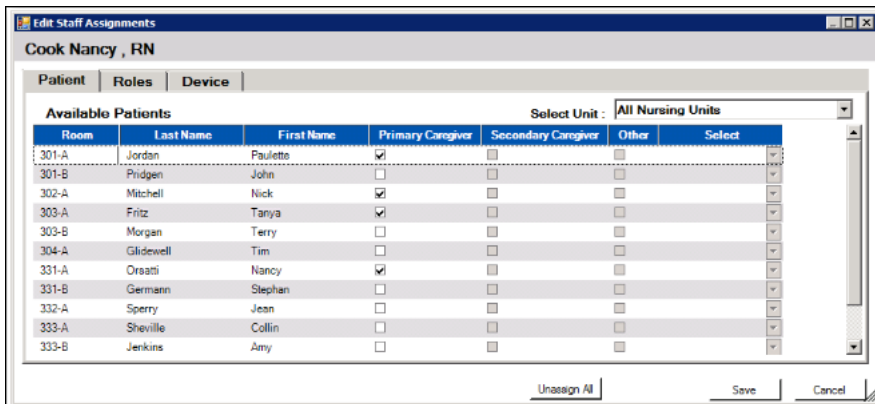 Edit Staff Assignments
Cook Nancy , RN
Patient Roles Device
Available Patients Select Unit : All Nursing Units
Room Last Name First Name Primary Caregiver Secondary Caregiver Other Select
301-A Jordan Paulette
301-B Pridgen John
302-A Mitchell Nick
303-A Fritz Tanya
303-B Morgan Terry
304-A Glidewell Tim
331-A Orsatti Nancy
331-B Germann Stephan
332-A Sperry Jean
333-A Sheville Collin
333-B Jenkins Amy
Unassign All Save Cancel